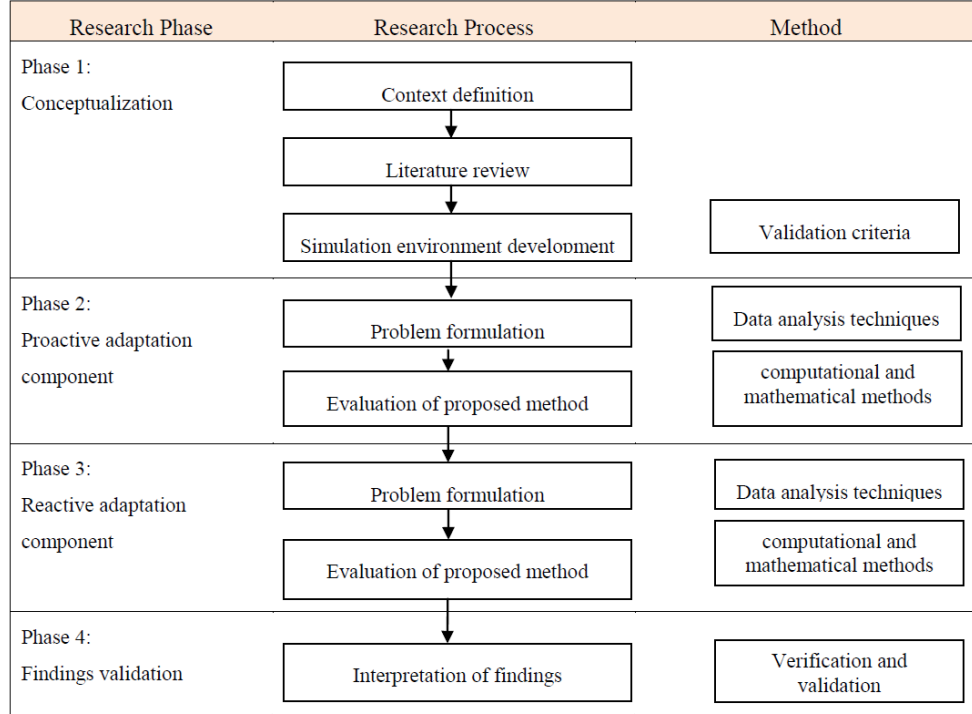 Research Phase
Research Process
Method
Phase 1:
Conceptualization
Context definition
Literature review
Simulation environment development
Validation criteria
Phase 2:
Proactive adaptation
component
Problem formulation
Evaluation of proposed method
Data analysis techniques
computational and
mathematical methods
Phase 3:
Reactive adaptation
component
Problem formulation
Evaluation of proposed method
Data analysis techniques
computational and
mathematical methods
Phase 4:
Findings validation
Interpretation of findings
Verification and
validation